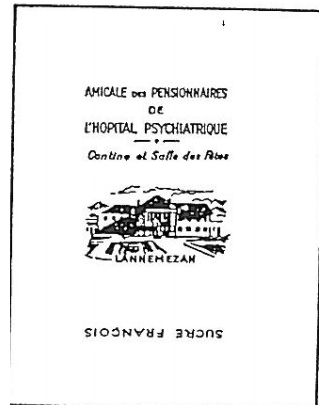 AMICALE DES PENSIONNAIRES
DE
L'HOPITAL PSYCHIATRIQUE
Cantine et Salle des Fêtes
LANNEMEZAN
SUCRE FRANÇOIS